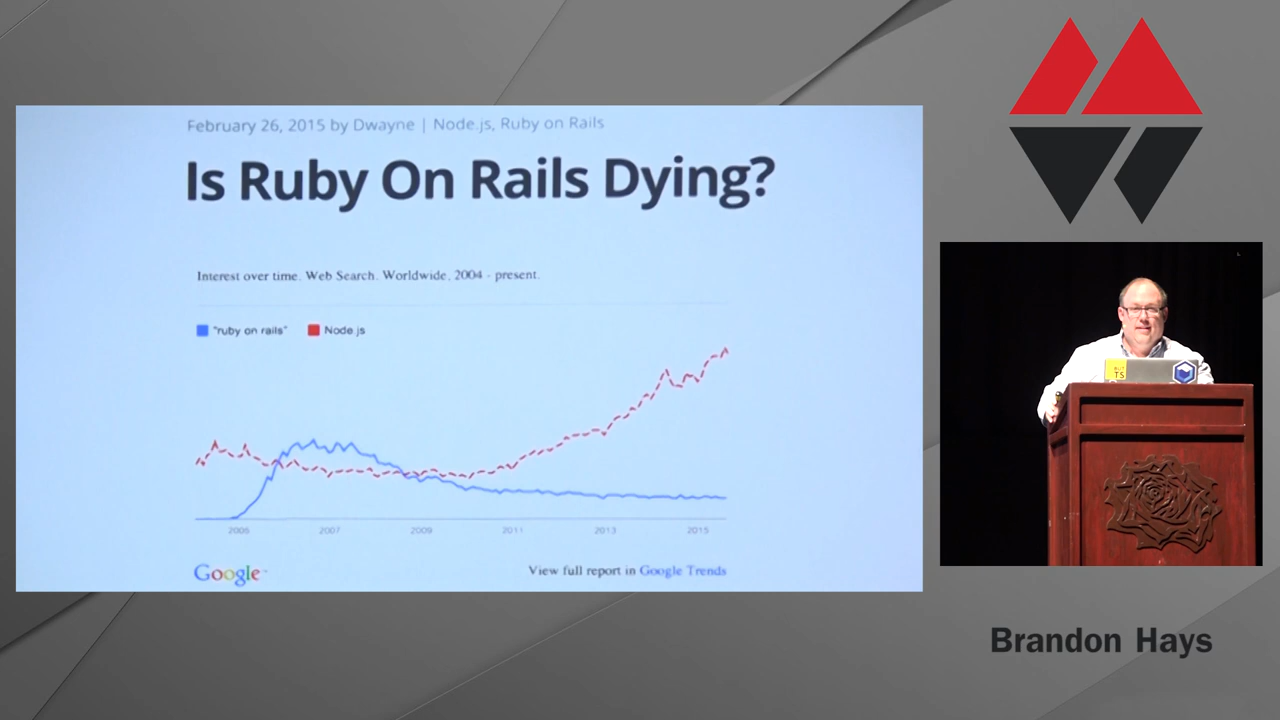 February 26, 2015 by Dwayne | Node.js, Ruby on Rails
Is Ruby On Rails Dying?
Interest over time. Web Search. Worldwide, 2004 - present.
"ruby on rails" Node js
2005 2007 2009 2011 2013 2015
Google
View full report in Google Trends
TS
Brandon Hays